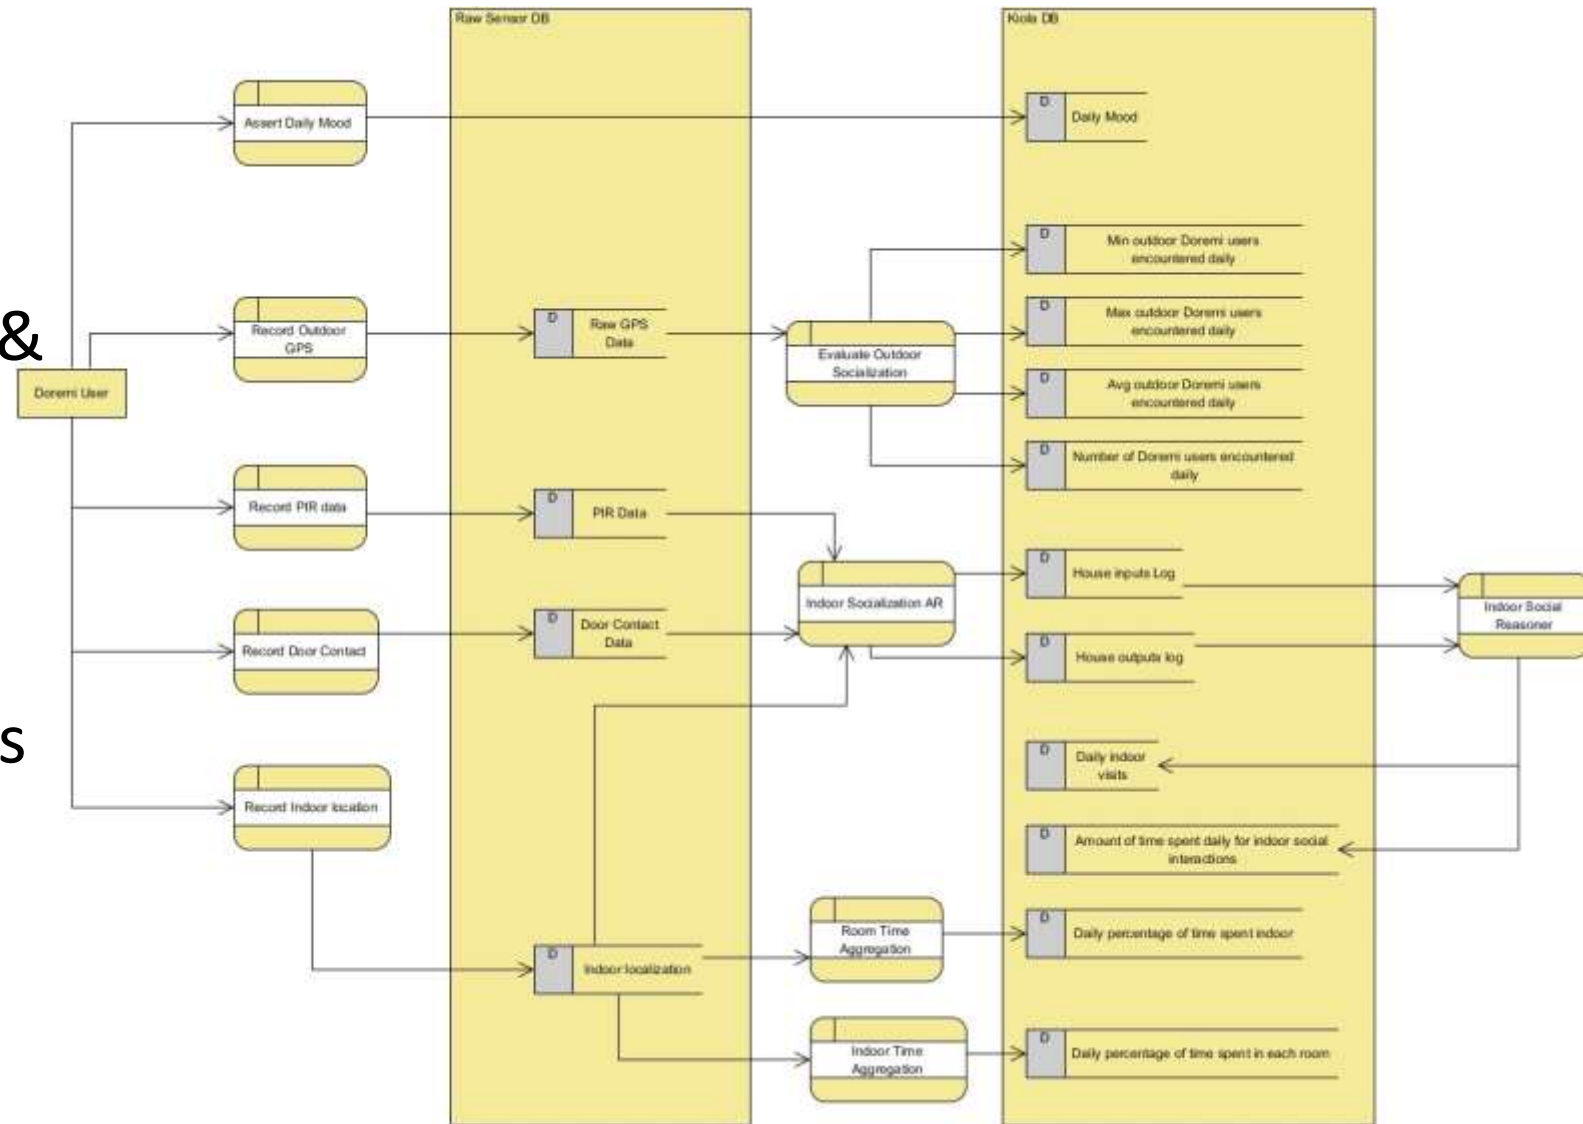 Raw Sensor DB
Kiola DB
D
Assert Daily Mood
Daily Mood
D
Min outdoor Doremi users
encountered daily
&
Record Outdoor
GPS
D
Raw GPS
Data
Evaluate Outdoor
Socialization
D
Max outdoor Doremi users
encountered daily
Doremi User
D
Avg outdoor Doremi users
encountered daily
D
Number of Doremi users encountered
daily
Record PIR data
D
PIR Data
Indoor Socialization AR
D
House inputs Log
Indoor Social
Reasoner
Record Door Contact
D
Door Contact
Data
D
House outputs log
s
D
Daily indoor
visits
Record Indoor location
D
Amount of time spent daily for indoor social
interactions
D
Indoor localization
Room Time
Aggregation
D
Daily percentage of time spent indoor
Indoor Time
Aggregation
D
Daily percentage of time spent in each room